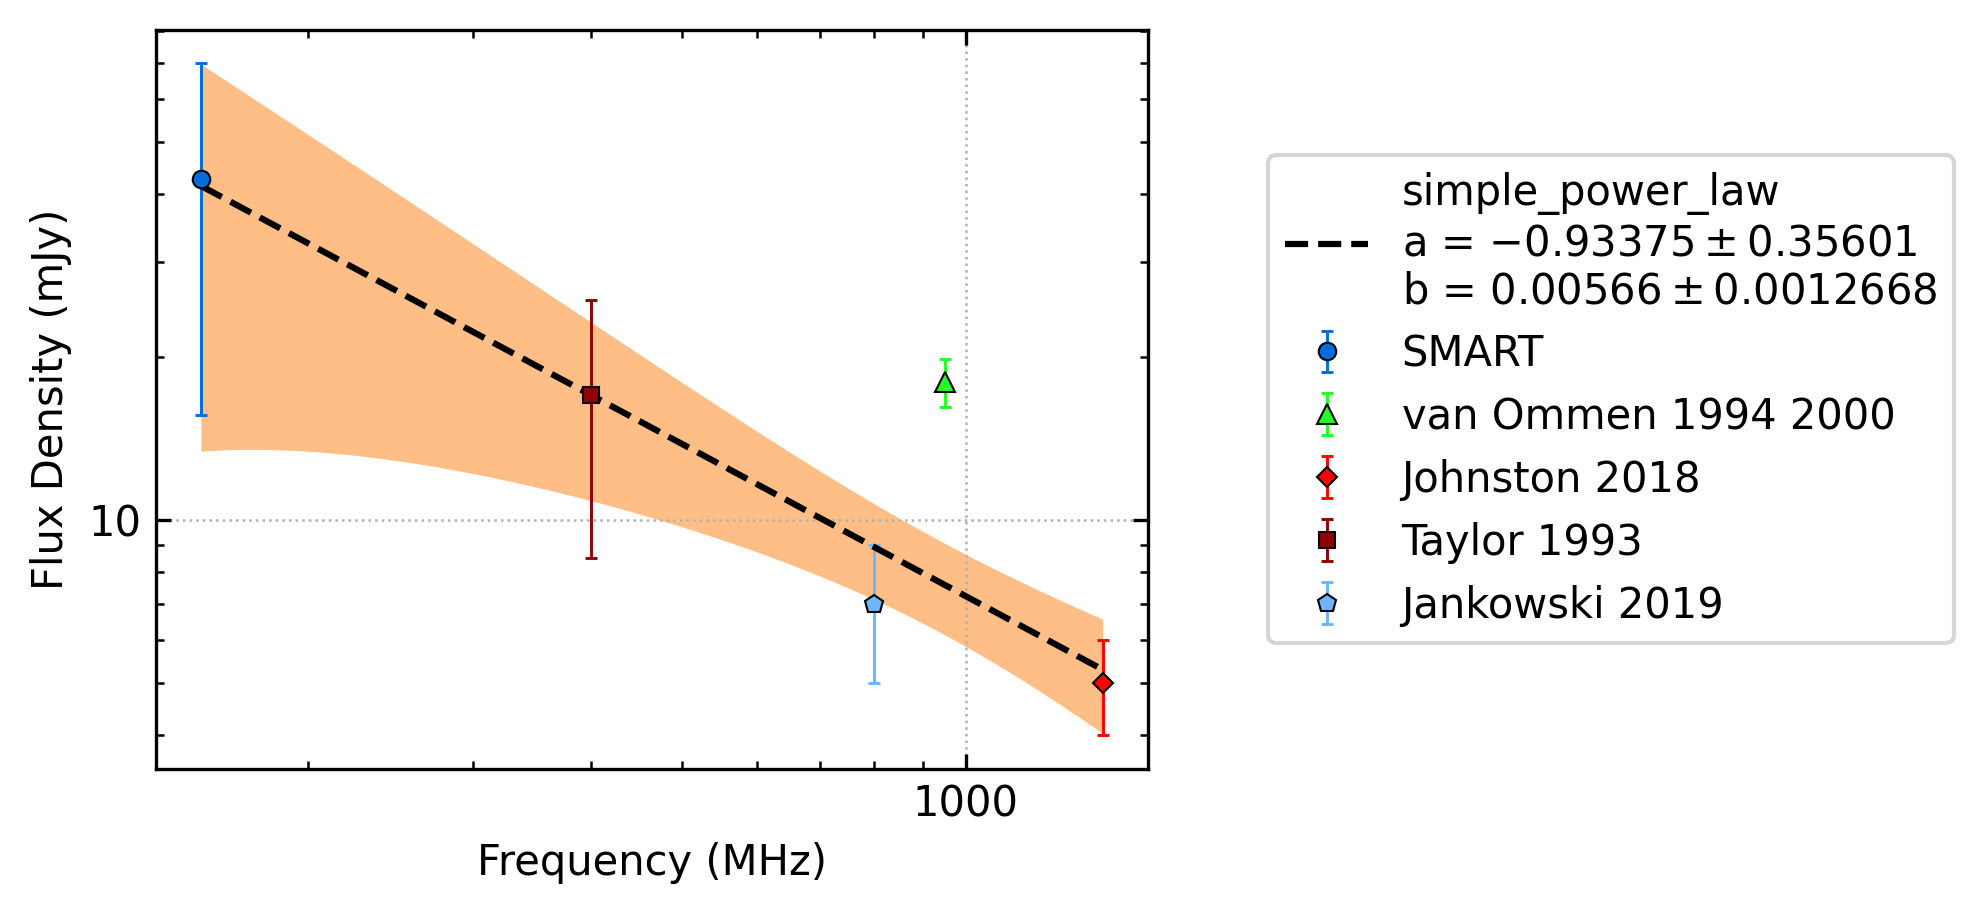 Flux Density (mJy)
10
1000
Frequency (MHz)
simple_power_law
a = −0.93375 ± 0.35601
b = 0.00566 ± 0.0012668
SMART
van Ommen 1994 2000
Johnston 2018
Taylor 1993
Jankowski 2019